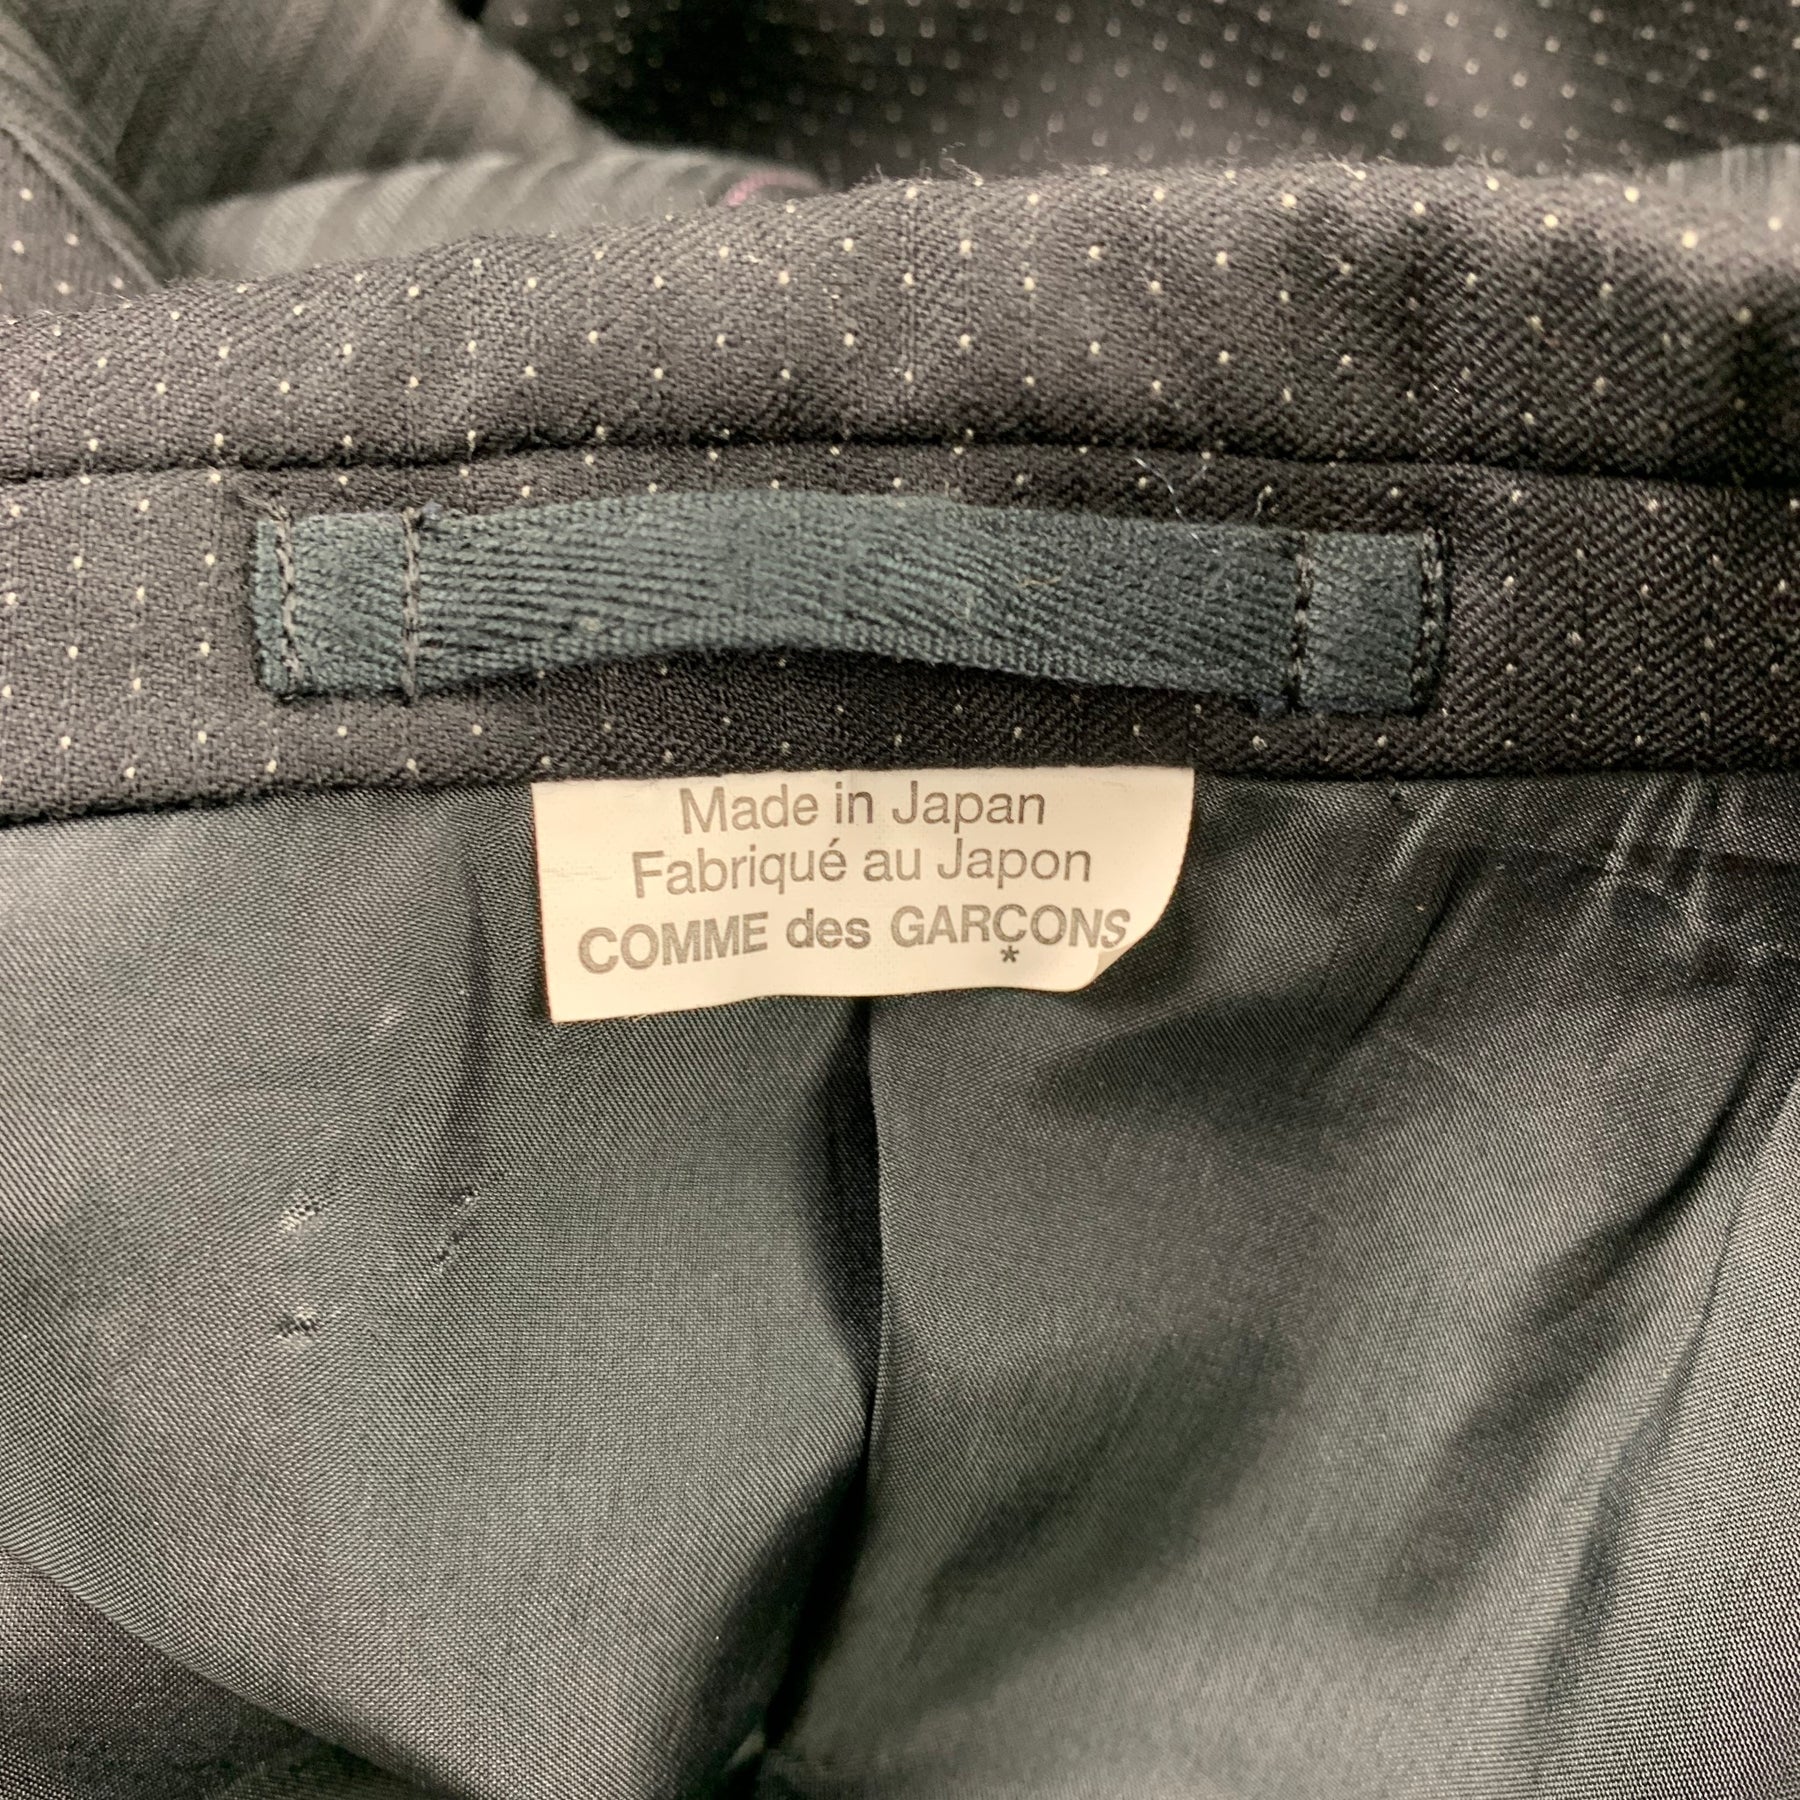 Made in Japan
Fabriqué au Japon
COMME des GARÇONS
*